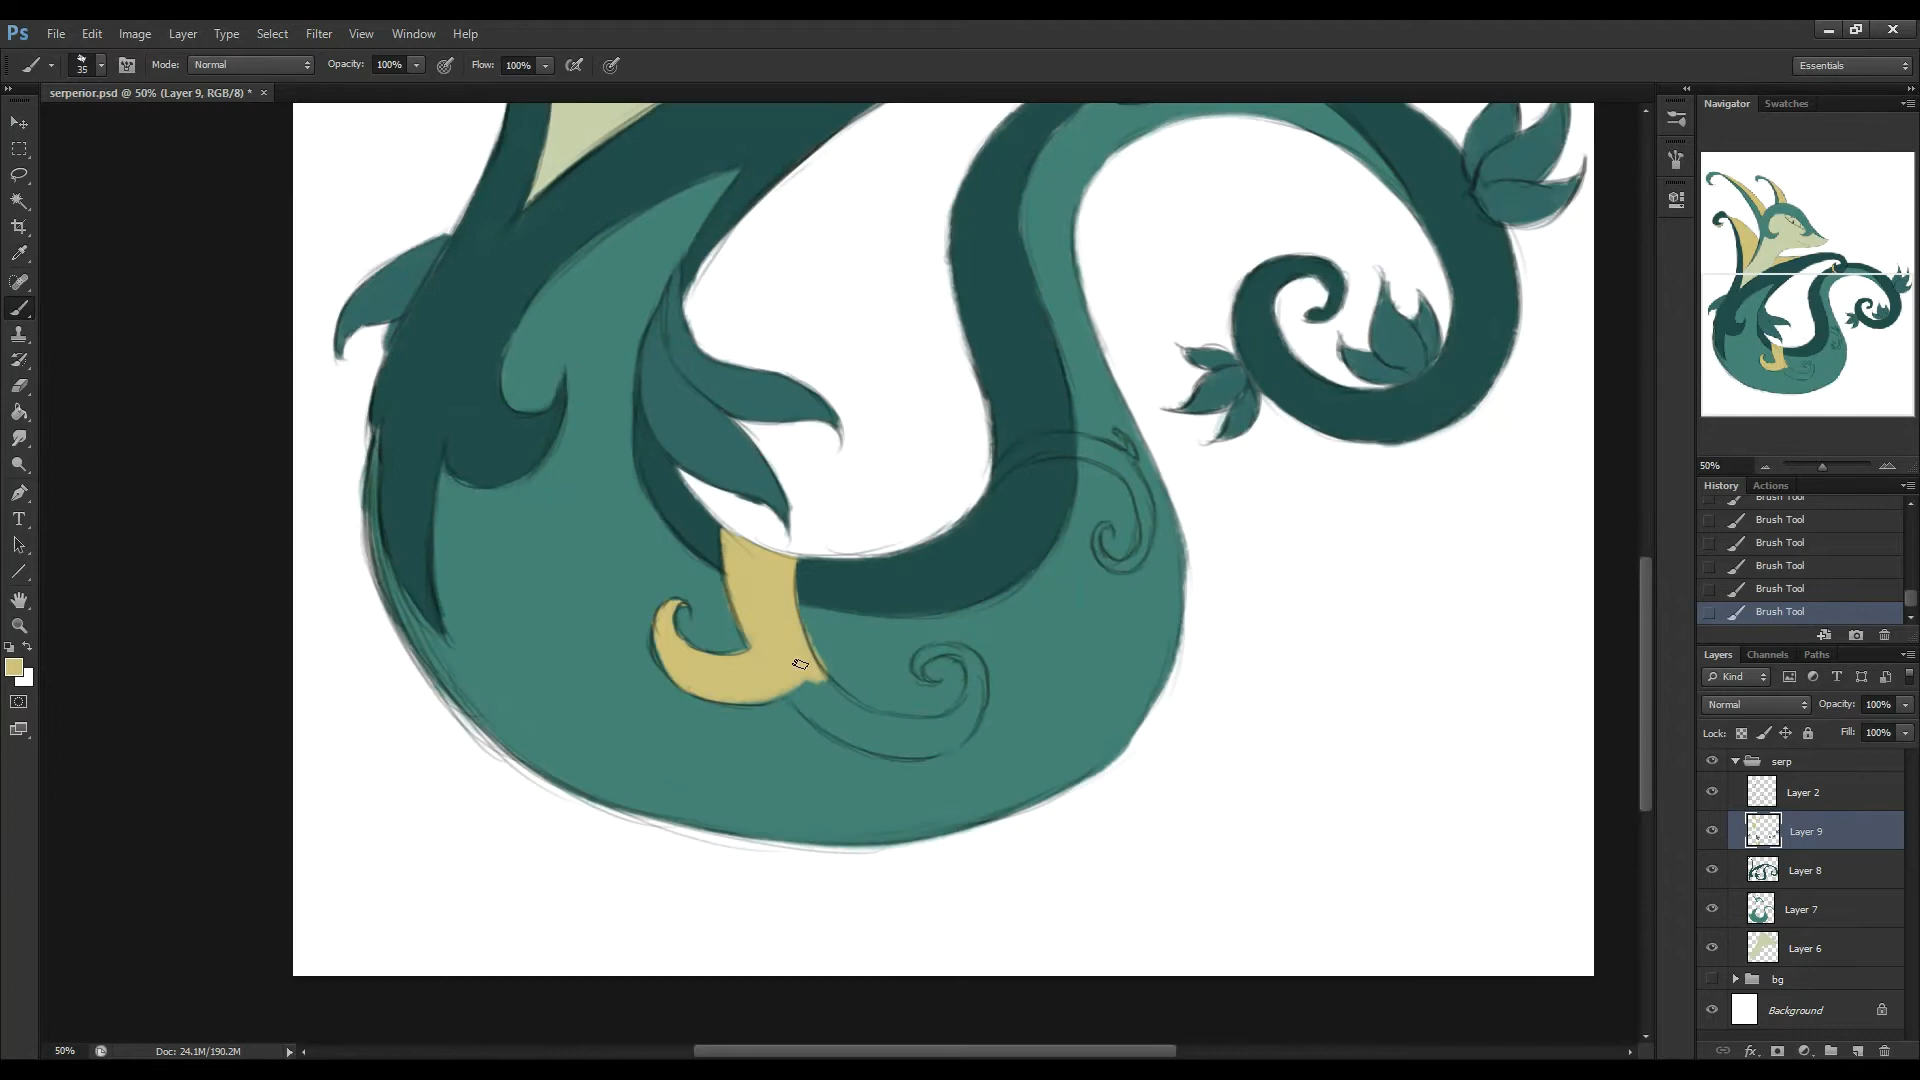 Ps File Edit Image Layer Type Select Filter View Window Help
35 Mode: Normal Opacity: 100% Flow: 100% Essentials
serperior.psd @ 50% (Layer 9, RGB/8) * ×
Navigator Swatches
50%
History Actions
Brush Tool
Brush Tool
Brush Tool
Brush Tool
Brush Tool
Brush Tool
Layers Channels Paths
Kind
Normal Opacity: 100%
Lock: Fill: 100%
serp
Layer 2
Layer 9
Layer 8
Layer 7
Layer 6
bg
Background
50% Doc: 24.1M/190.2M